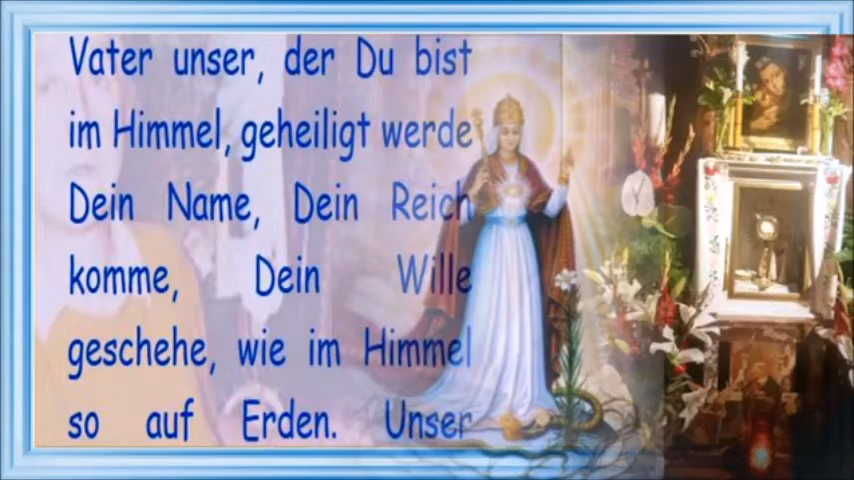 Vater unser, der Du bist
im Himmel, geheiligt werde
Dein Name, Dein Reich
komme, Dein Wille
geschehe, wie im Himmel
so auf Erden. Unser